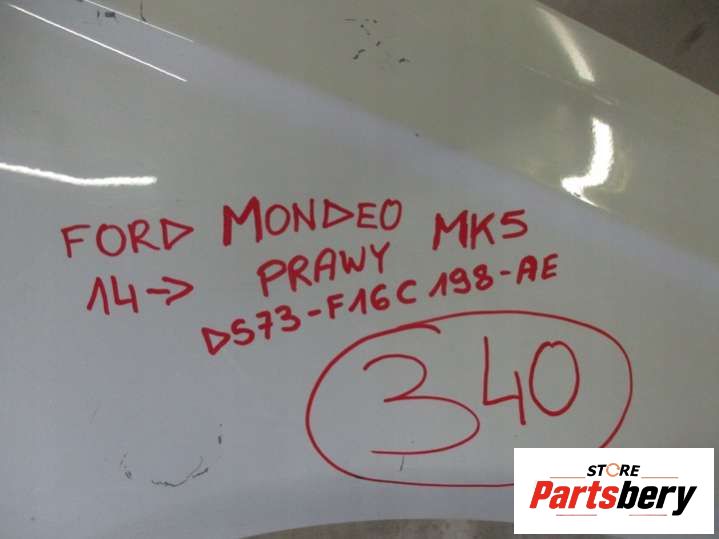 FORD MONDEO MK5
14-> PRAWY
DS73-F16C198-AE
340
STORE
Partsbery